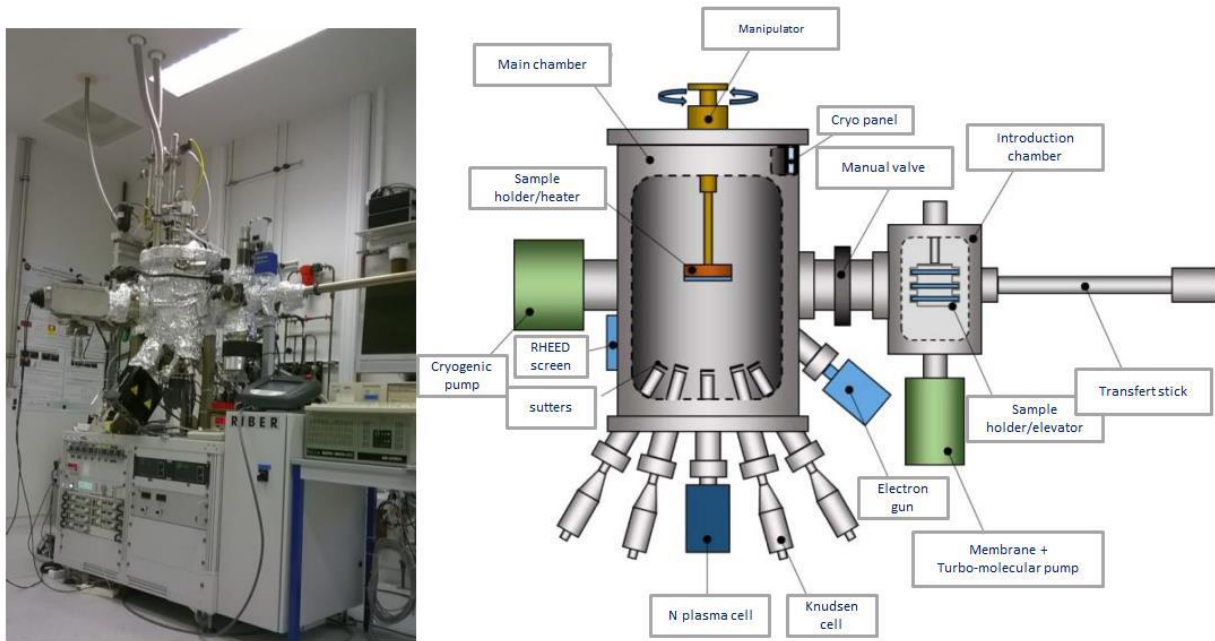 Manipulator
Main chamber
Cryo panel
Introduction
chamber
Manual valve
Sample
holder/heater
RHEED
screen
Cryogenic
pump
sutters
Transfert stick
Sample
holder/elevator
Electron
gun
Membrane +
Turbo-molecular pump
N plasma cell
Knudsen
cell
RIBER